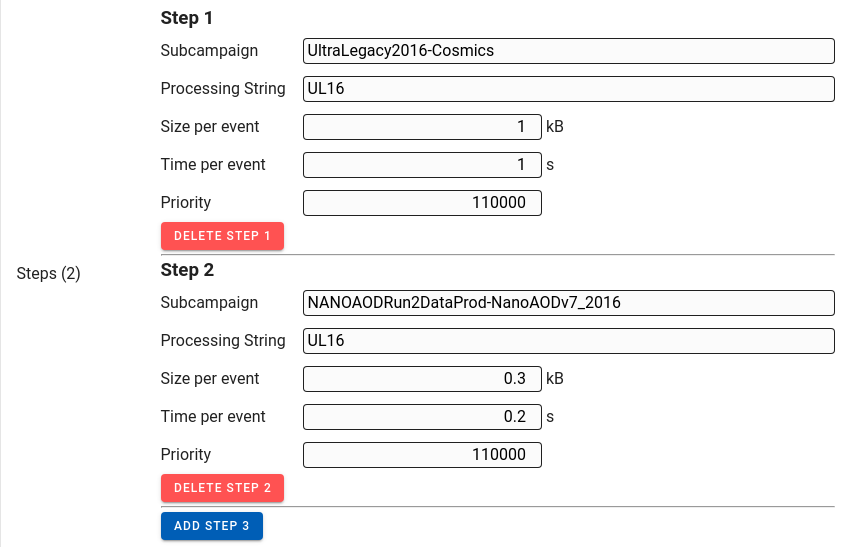 Step 1
Subcampaign UltraLegacy2016-Cosmics
Processing String UL16
Size per event 1 kB
Time per event 1 s
Priority 110000
DELETE STEP 1
Steps (2)
Step 2
Subcampaign NANOAODRun2DataProd-NanoAODv7_2016
Processing String UL16
Size per event 0.3 kB
Time per event 0.2 s
Priority 110000
DELETE STEP 2
ADD STEP 3